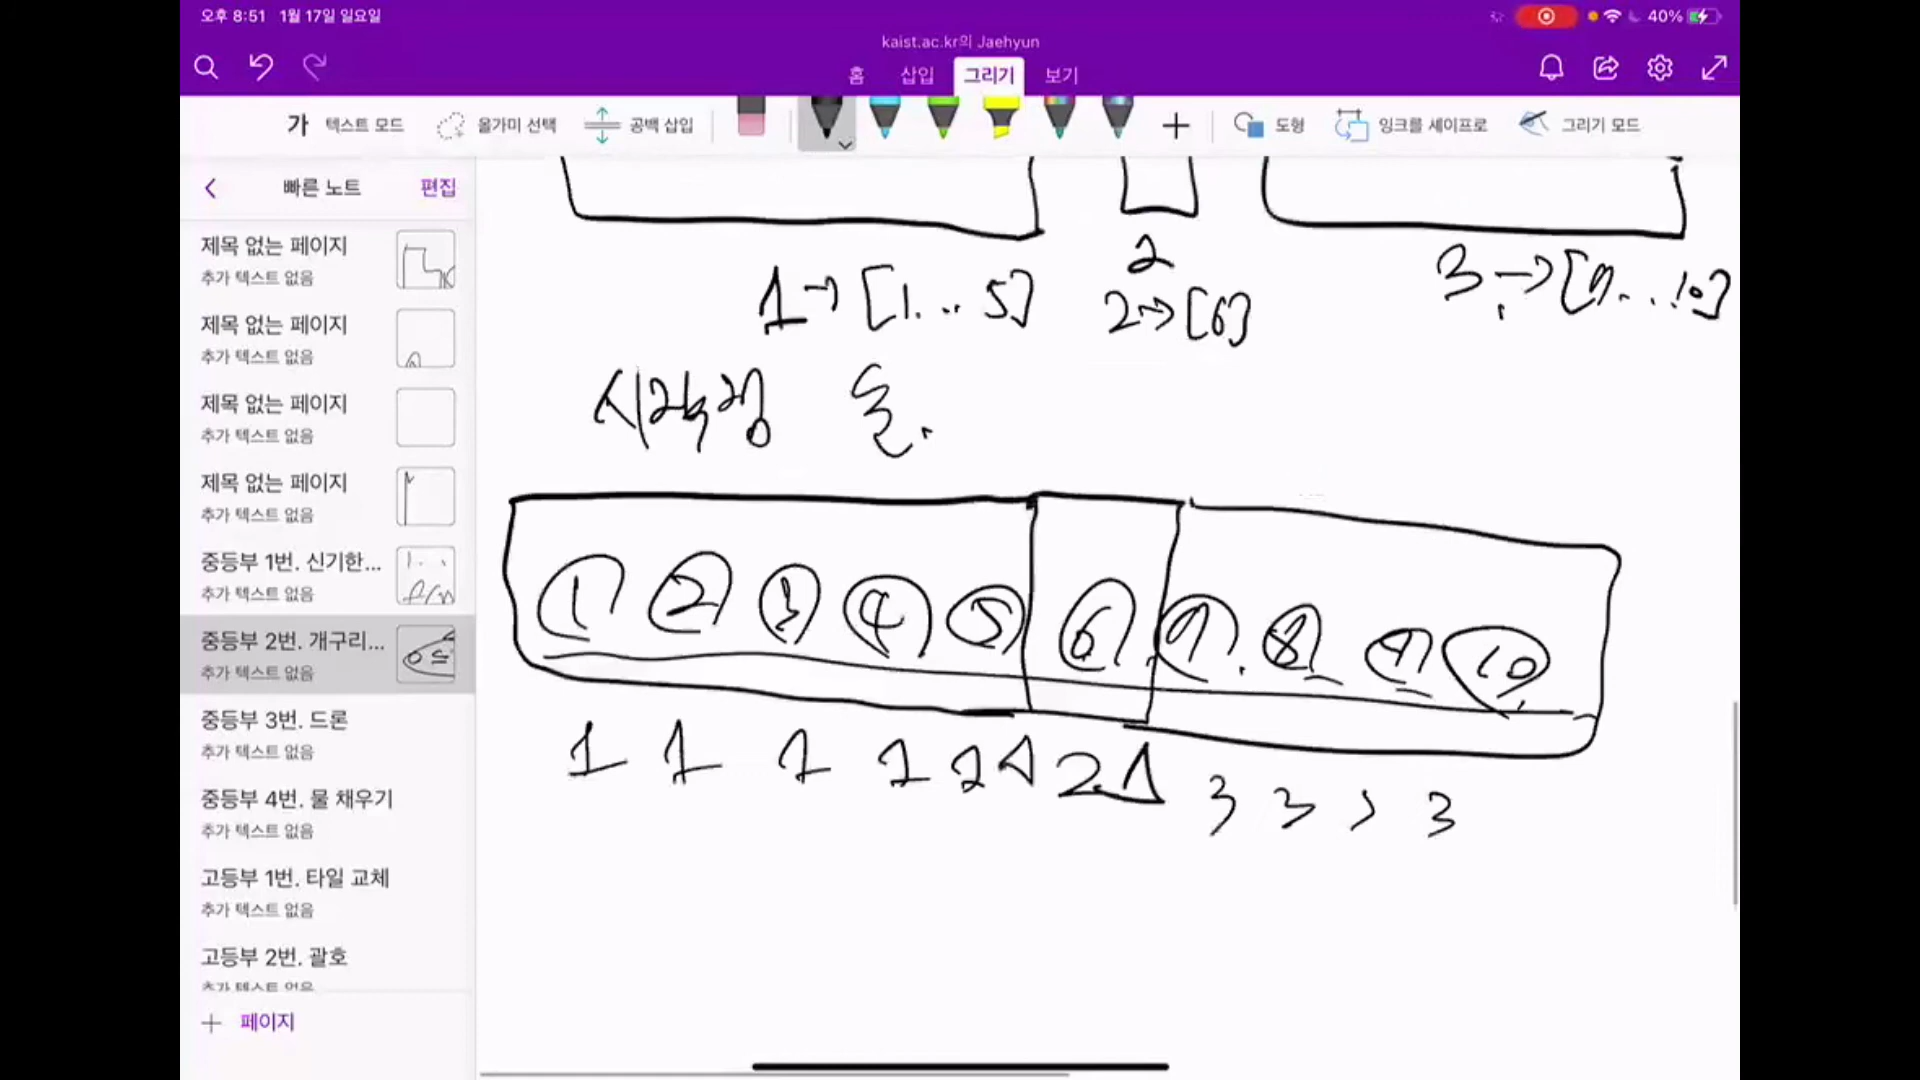 오후 8:51 1월 17일 일요일
40%
kaist.ac.kr의 Jaehyun
홈 삽입 그리기 보기
가 텍스트 모드 올가미 선택 공백 삽입 도형 잉크를 셰이프로 그리기 모드
빠른 노트 편집
제목 없는 페이지
추가 텍스트 없음
제목 없는 페이지
추가 텍스트 없음
제목 없는 페이지
추가 텍스트 없음
제목 없는 페이지
추가 텍스트 없음
중등부 1번. 신기한...
추가 텍스트 없음
중등부 2번. 개구리...
추가 텍스트 없음
중등부 3번. 드론
추가 텍스트 없음
중등부 4번. 물 채우기
추가 텍스트 없음
고등부 1번. 타일 교체
추가 텍스트 없음
고등부 2번. 괄호
추가 텍스트 없음
페이지
2
1→[1...5] 2→[6] 3→[7...10]
시작점
1 2 3 4 5 6 7 8 9 10
1 1 1 1 1 2 3 3 3 3